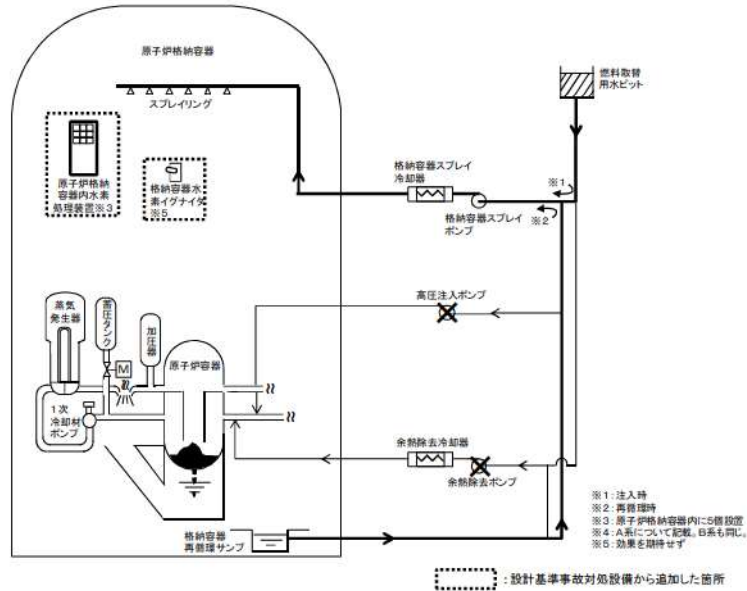 原子炉格納容器
スプレイリング
燃料取替
用水ピット
原子炉格納
容器内水素
処理装置※3
格納容器水
素イグナイタ
※5
格納容器スプレイ
冷却器
※1
※2
格納容器スプレイ
ポンプ
高圧注入ポンプ
蒸気
発生器
蓄圧タンク
加圧器
M
原子炉容器
1次
冷却材
ポンプ
余熱除去冷却器
余熱除去ポンプ
格納容器
再循環サンプ
※1:注入時
※2:再循環時
※3:原子炉格納容器内に5個設置
※4:A系について記載。B系も同じ。
※5:効果を期待せず
:設計基準事故対処設備から追加した箇所